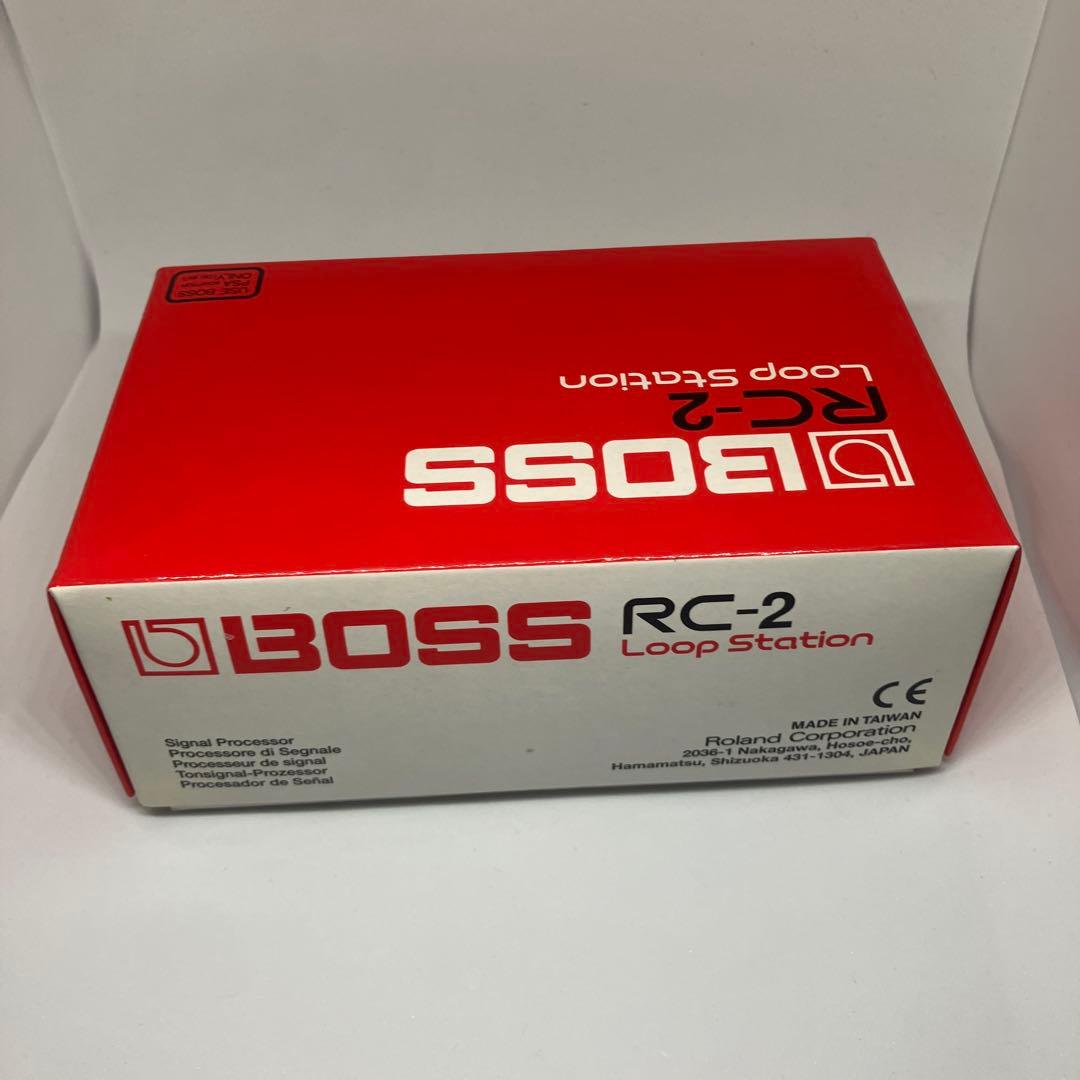 USE BOSS
PSA ADAPTOR
ONLY
BOSS
RC-2
Loop Station
BOSS RC-2
Loop Station
CE
MADE IN TAIWAN
Roland Corporation
2036-1 Nakagawa, Hosoe-cho,
Hamamatsu, Shizuoka 431-1304, JAPAN
Signal Processor
Processore di Segnale
Processeur de signal
Tonsignal-Prozessor
Procesador de Señal